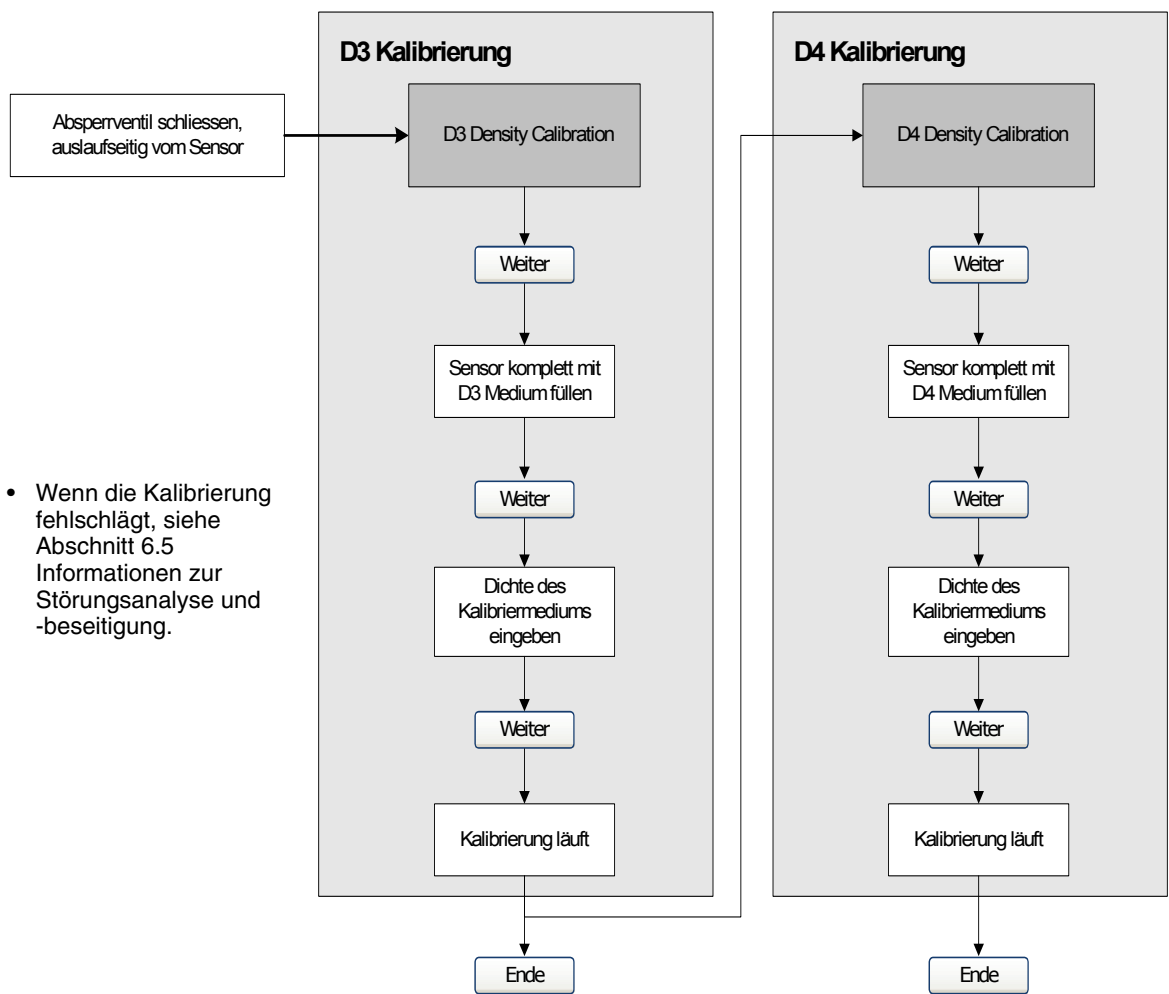 D3 Kalibrierung
Absperrventil schliessen,
auslaufseitig vom Sensor
D3 Density Calibration
Weiter
Sensor komplett mit
D3 Medium füllen
Weiter
• Wenn die Kalibrierung
fehlschlägt, siehe
Abschnitt 6.5
Informationen zur
Störungsanalyse und
-beseitigung.
Dichte des
Kalibriermediums
eingeben
Weiter
Kalibrierung läuft
Ende
D4 Kalibrierung
D4 Density Calibration
Weiter
Sensor komplett mit
D4 Medium füllen
Weiter
Dichte des
Kalibriermediums
eingeben
Weiter
Kalibrierung läuft
Ende